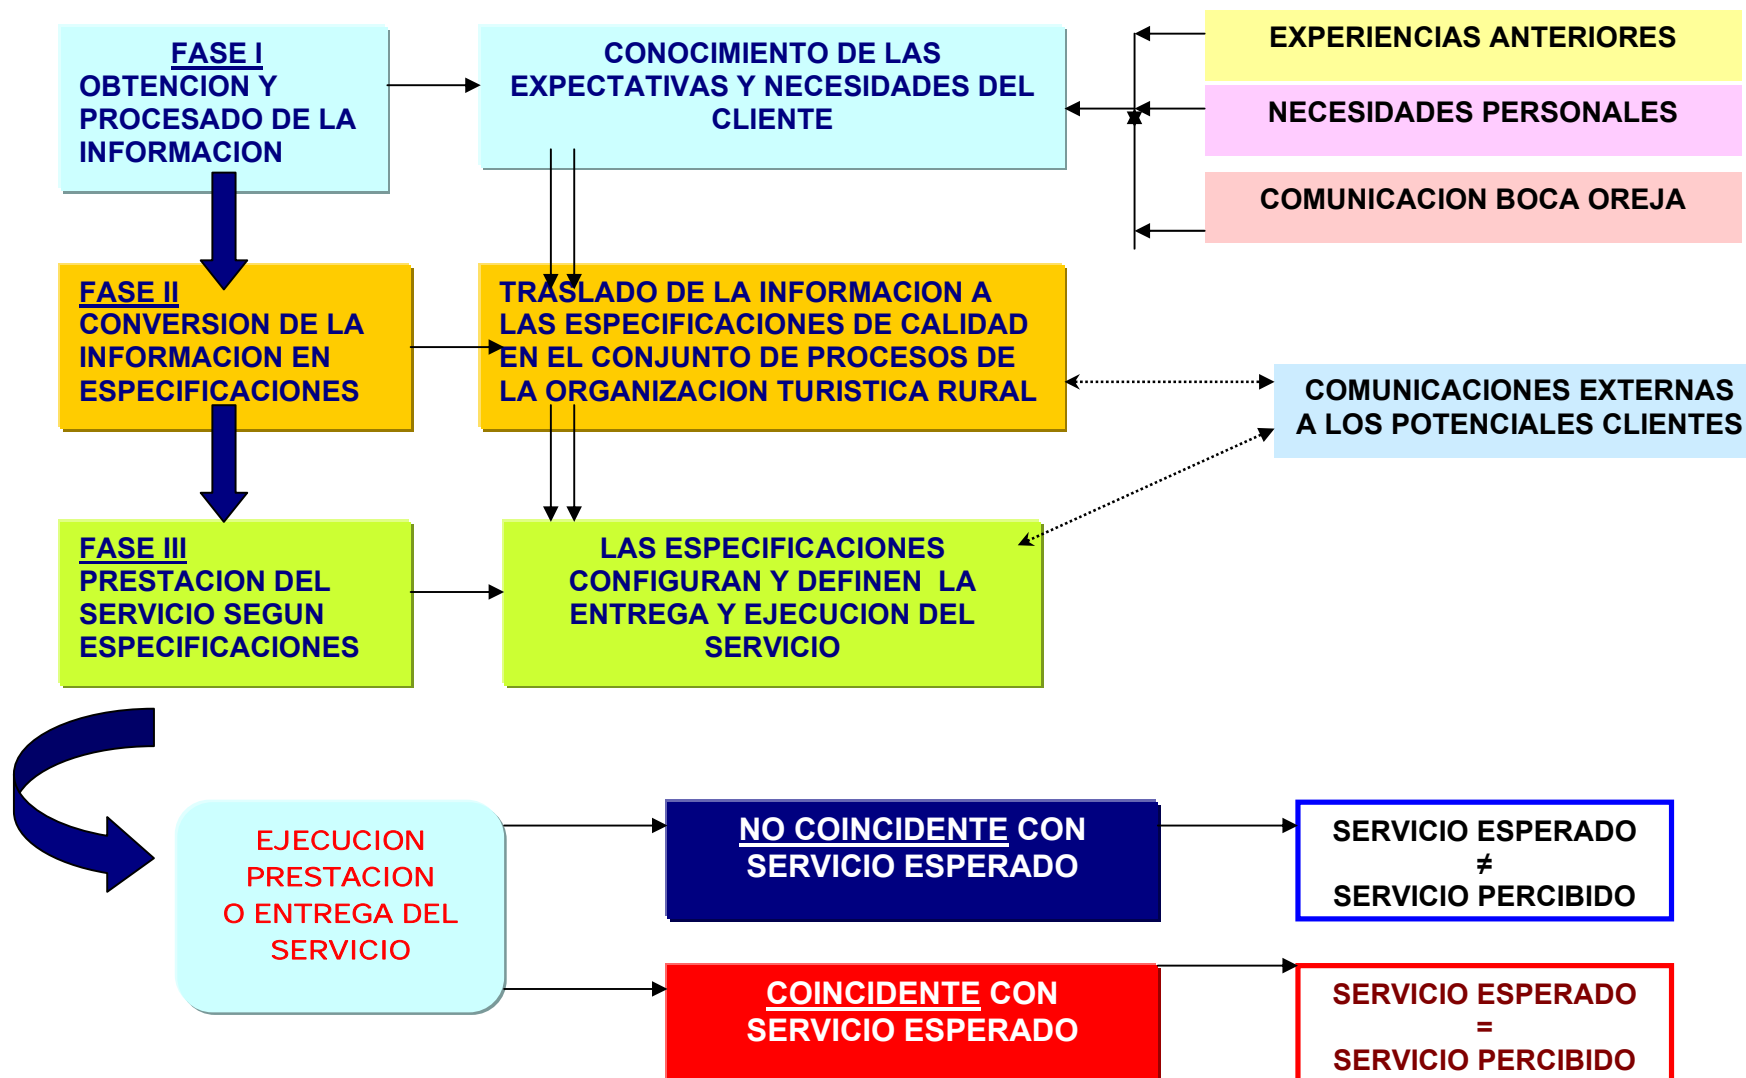 FASE I
OBTENCION Y
PROCESADO DE LA
INFORMACION
CONOCIMIENTO DE LAS
EXPECTATIVAS Y NECESIDADES DEL
CLIENTE
EXPERIENCIAS ANTERIORES
NECESIDADES PERSONALES
COMUNICACION BOCA OREJA
FASE II
CONVERSION DE LA
INFORMACION EN
ESPECIFICACIONES
TRASLADO DE LA INFORMACION A
LAS ESPECIFICACIONES DE CALIDAD
EN EL CONJUNTO DE PROCESOS DE
LA ORGANIZACION TURISTICA RURAL
COMUNICACIONES EXTERNAS
A LOS POTENCIALES CLIENTES
FASE III
PRESTACION DEL
SERVICIO SEGUN
ESPECIFICACIONES
LAS ESPECIFICACIONES
CONFIGURAN Y DEFINEN LA
ENTREGA Y EJECUCION DEL
SERVICIO
EJECUCION
PRESTACION
O ENTREGA DEL
SERVICIO
NO COINCIDENTE CON
SERVICIO ESPERADO
SERVICIO ESPERADO
≠
SERVICIO PERCIBIDO
COINCIDENTE CON
SERVICIO ESPERADO
SERVICIO ESPERADO
=
SERVICIO PERCIBIDO